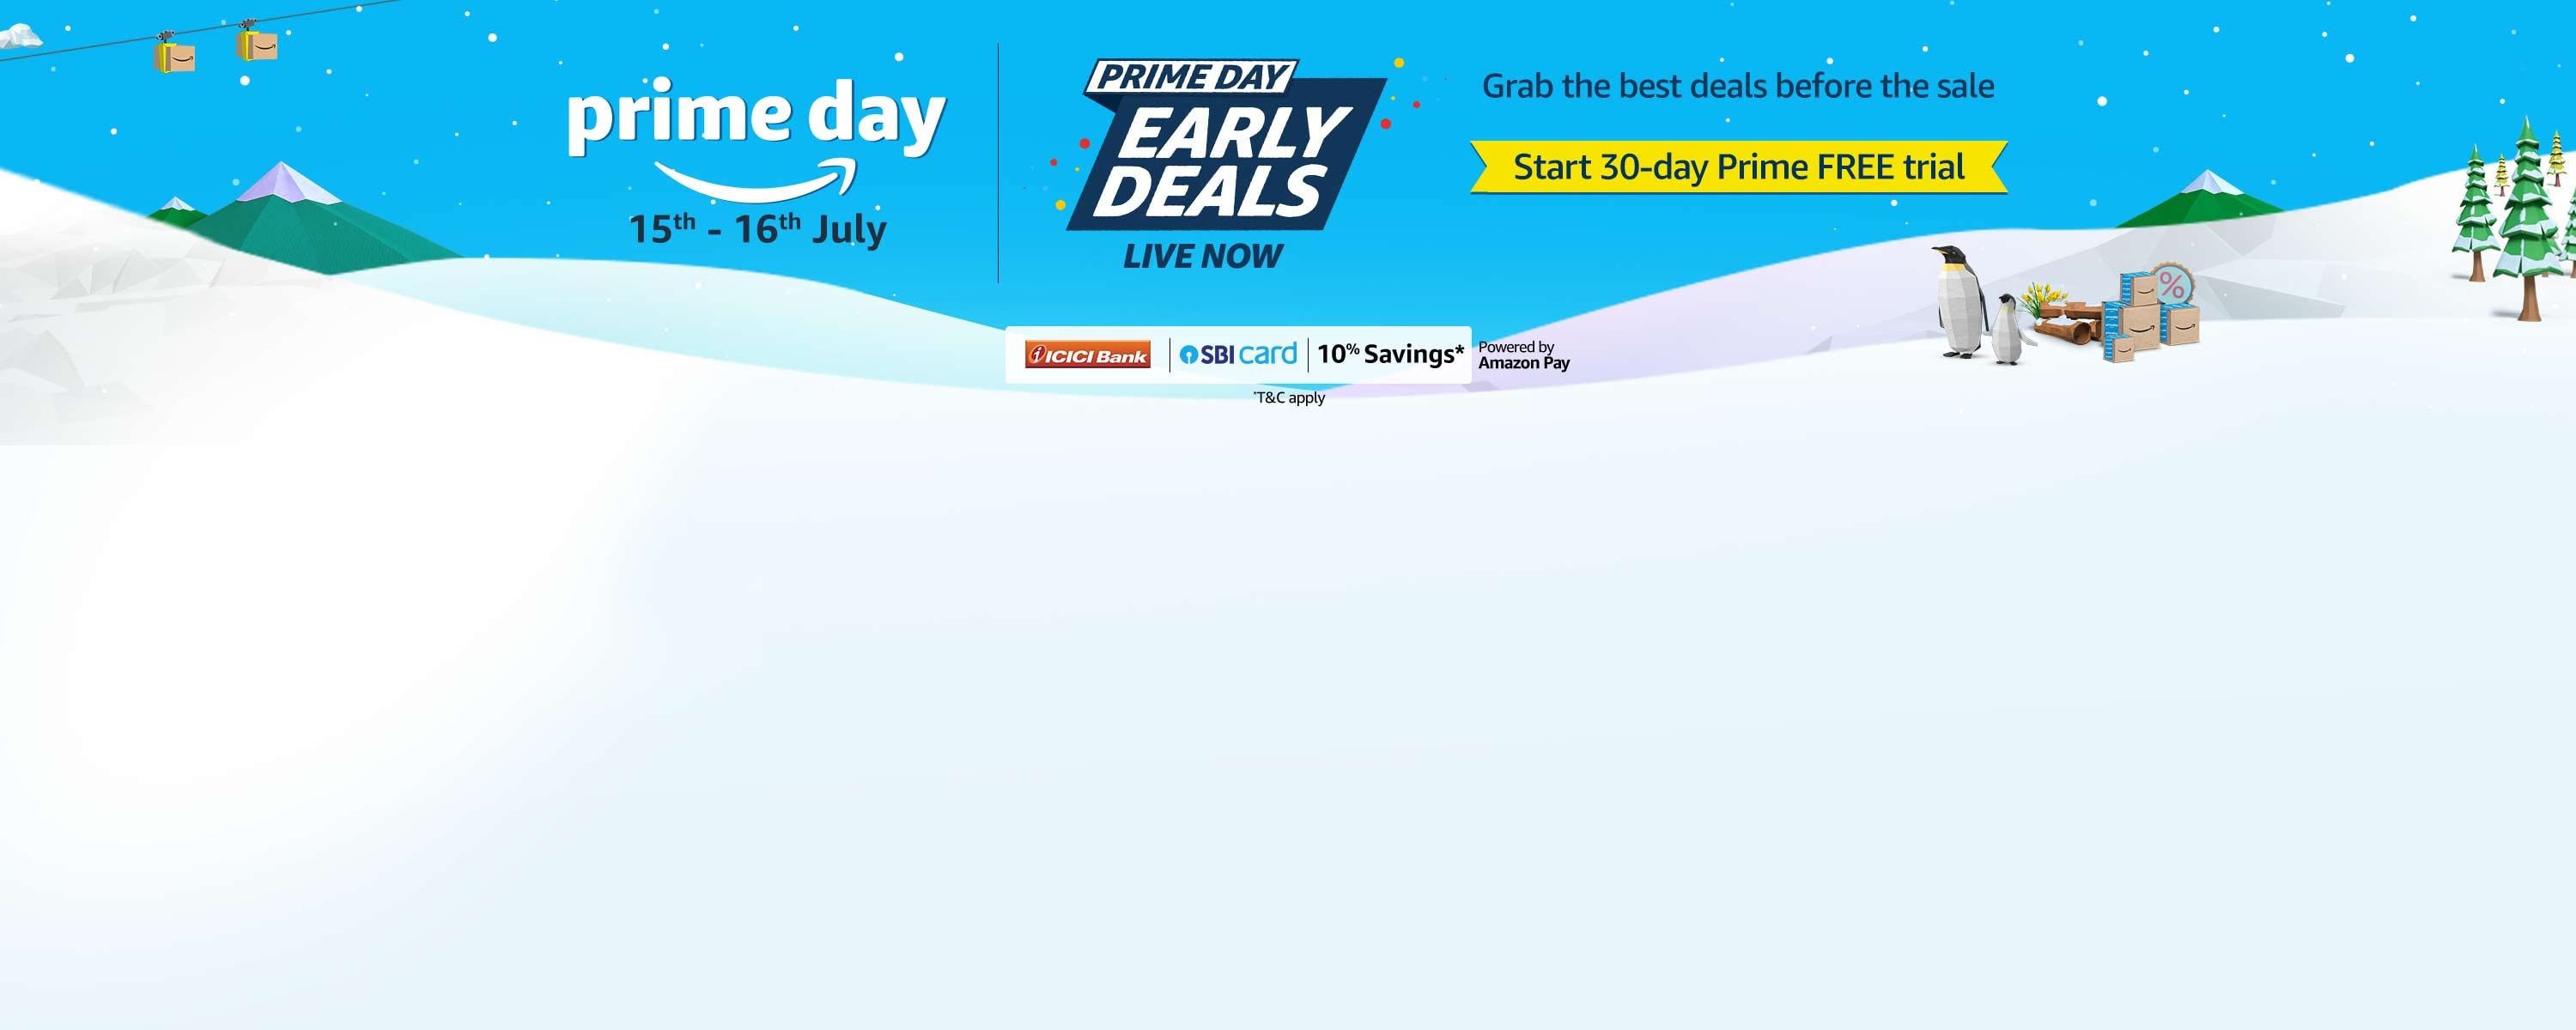 prime day
15th - 16th July
PRIME DAY
EARLY
DEALS
LIVE NOW
Grab the best deals before the sale
Start 30-day Prime FREE trial
%
ICICI Bank
SBI card
10% Savings*
Powered by
Amazon Pay
*T&C apply